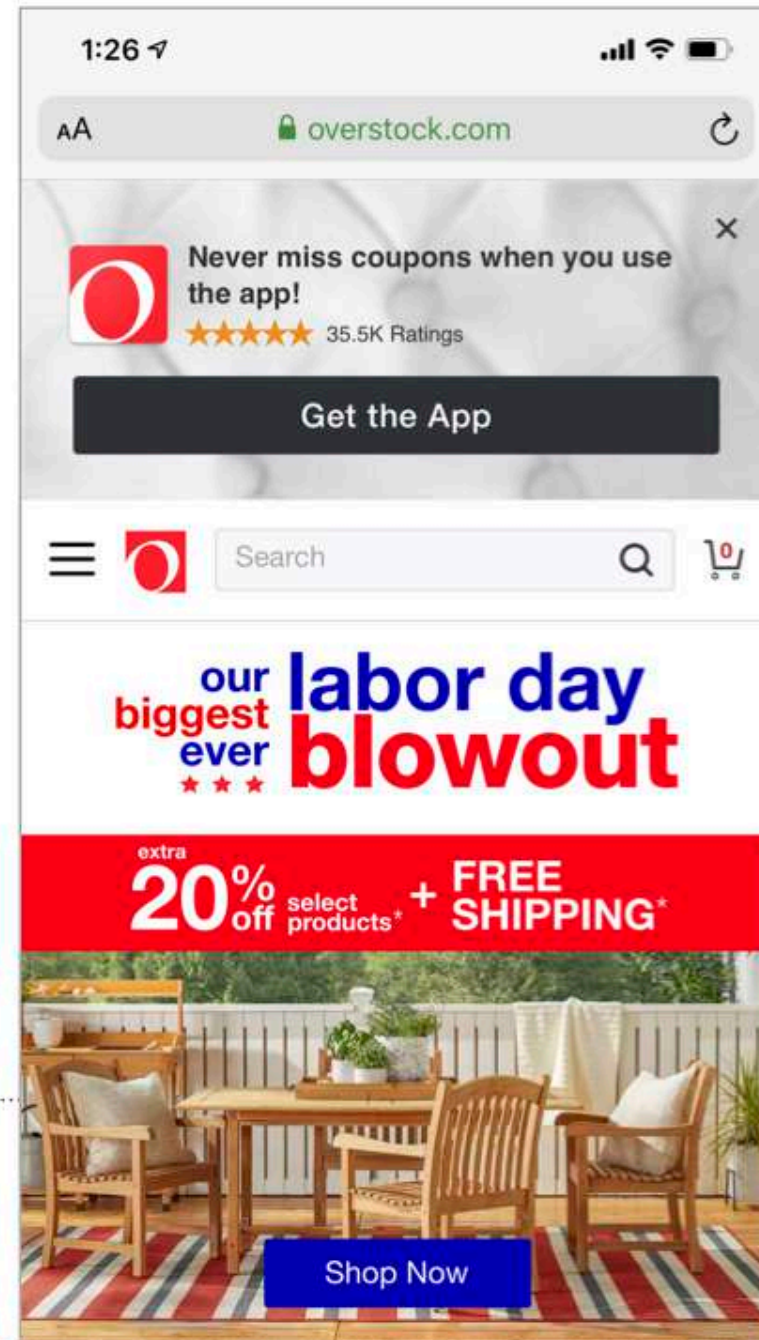 1:26
AA overstock.com
Never miss coupons when you use
the app!
35.5K Ratings
Get the App
O Search 0
our
biggest
ever
labor day
blowout
extra
20% off
select
products*
+
FREE
SHIPPING*
Shop Now